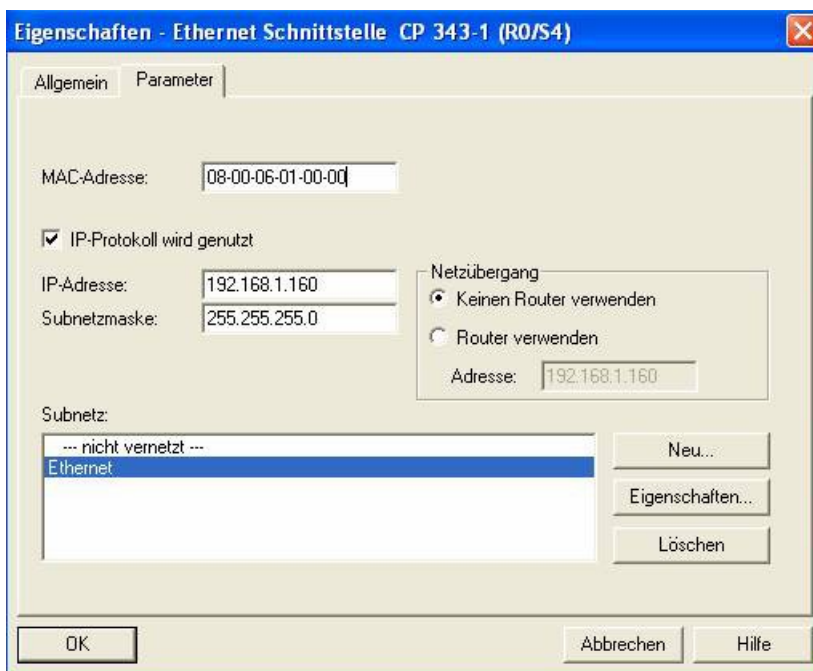 Eigenschaften - Ethernet Schnittstelle CP 343-1 (R0/S4)
Allgemein
Parameter
MAC-Adresse: 08-00-06-01-00-00
IP-Protokoll wird genutzt
IP-Adresse: 192.168.1.160
Subnetzmaske: 255.255.255.0
Netzübergang
Keinen Router verwenden
Router verwenden
Adresse: 192.168.1.160
Subnetz:
--- nicht vernetzt ---
Ethernet
Neu...
Eigenschaften...
Löschen
OK
Abbrechen
Hilfe